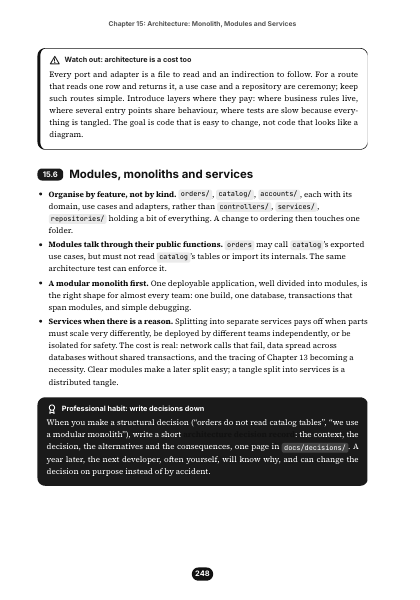 Chapter 15: Architecture: Monolith, Modules and Services
Watch out: architecture is a cost too
Every port and adapter is a file to read and an indirection to follow. For a route
that reads one row and returns it, a use case and a repository are ceremony; keep
such routes simple. Introduce layers where they pay: where business rules live,
where several entry points share behaviour, where tests are slow because every-
thing is tangled. The goal is code that is easy to change, not code that looks like a
diagram.
15.6 Modules, monoliths and services
• Organise by feature, not by kind. orders/, catalog/, accounts/, each with its
domain, use cases and adapters, rather than controllers/, services/,
repositories/ holding a bit of everything. A change to ordering then touches one
folder.
• Modules talk through their public functions. orders may call catalog's exported
use cases, but must not read catalog's tables or import its internals. The same
architecture test can enforce it.
• A modular monolith first. One deployable application, well divided into modules, is
the right shape for almost every team: one build, one database, transactions that
span modules, and simple debugging.
• Services when there is a reason. Splitting into separate services pays off when parts
must scale very differently, be deployed by different teams independently, or be
isolated for safety. The cost is real: network calls that fail, data spread across
databases without shared transactions, and the tracing of Chapter 13 becoming a
necessity. Clear modules make a later split easy; a tangle split into services is a
distributed tangle.
Professional habit: write decisions down
When you make a structural decision (“orders do not read catalog tables”, “we use
a modular monolith”), write a short : the context, the
decision, the alternatives and the consequences, one page in docs/decisions/. A
year later, the next developer, often yourself, will know why, and can change the
decision on purpose instead of by accident.
248